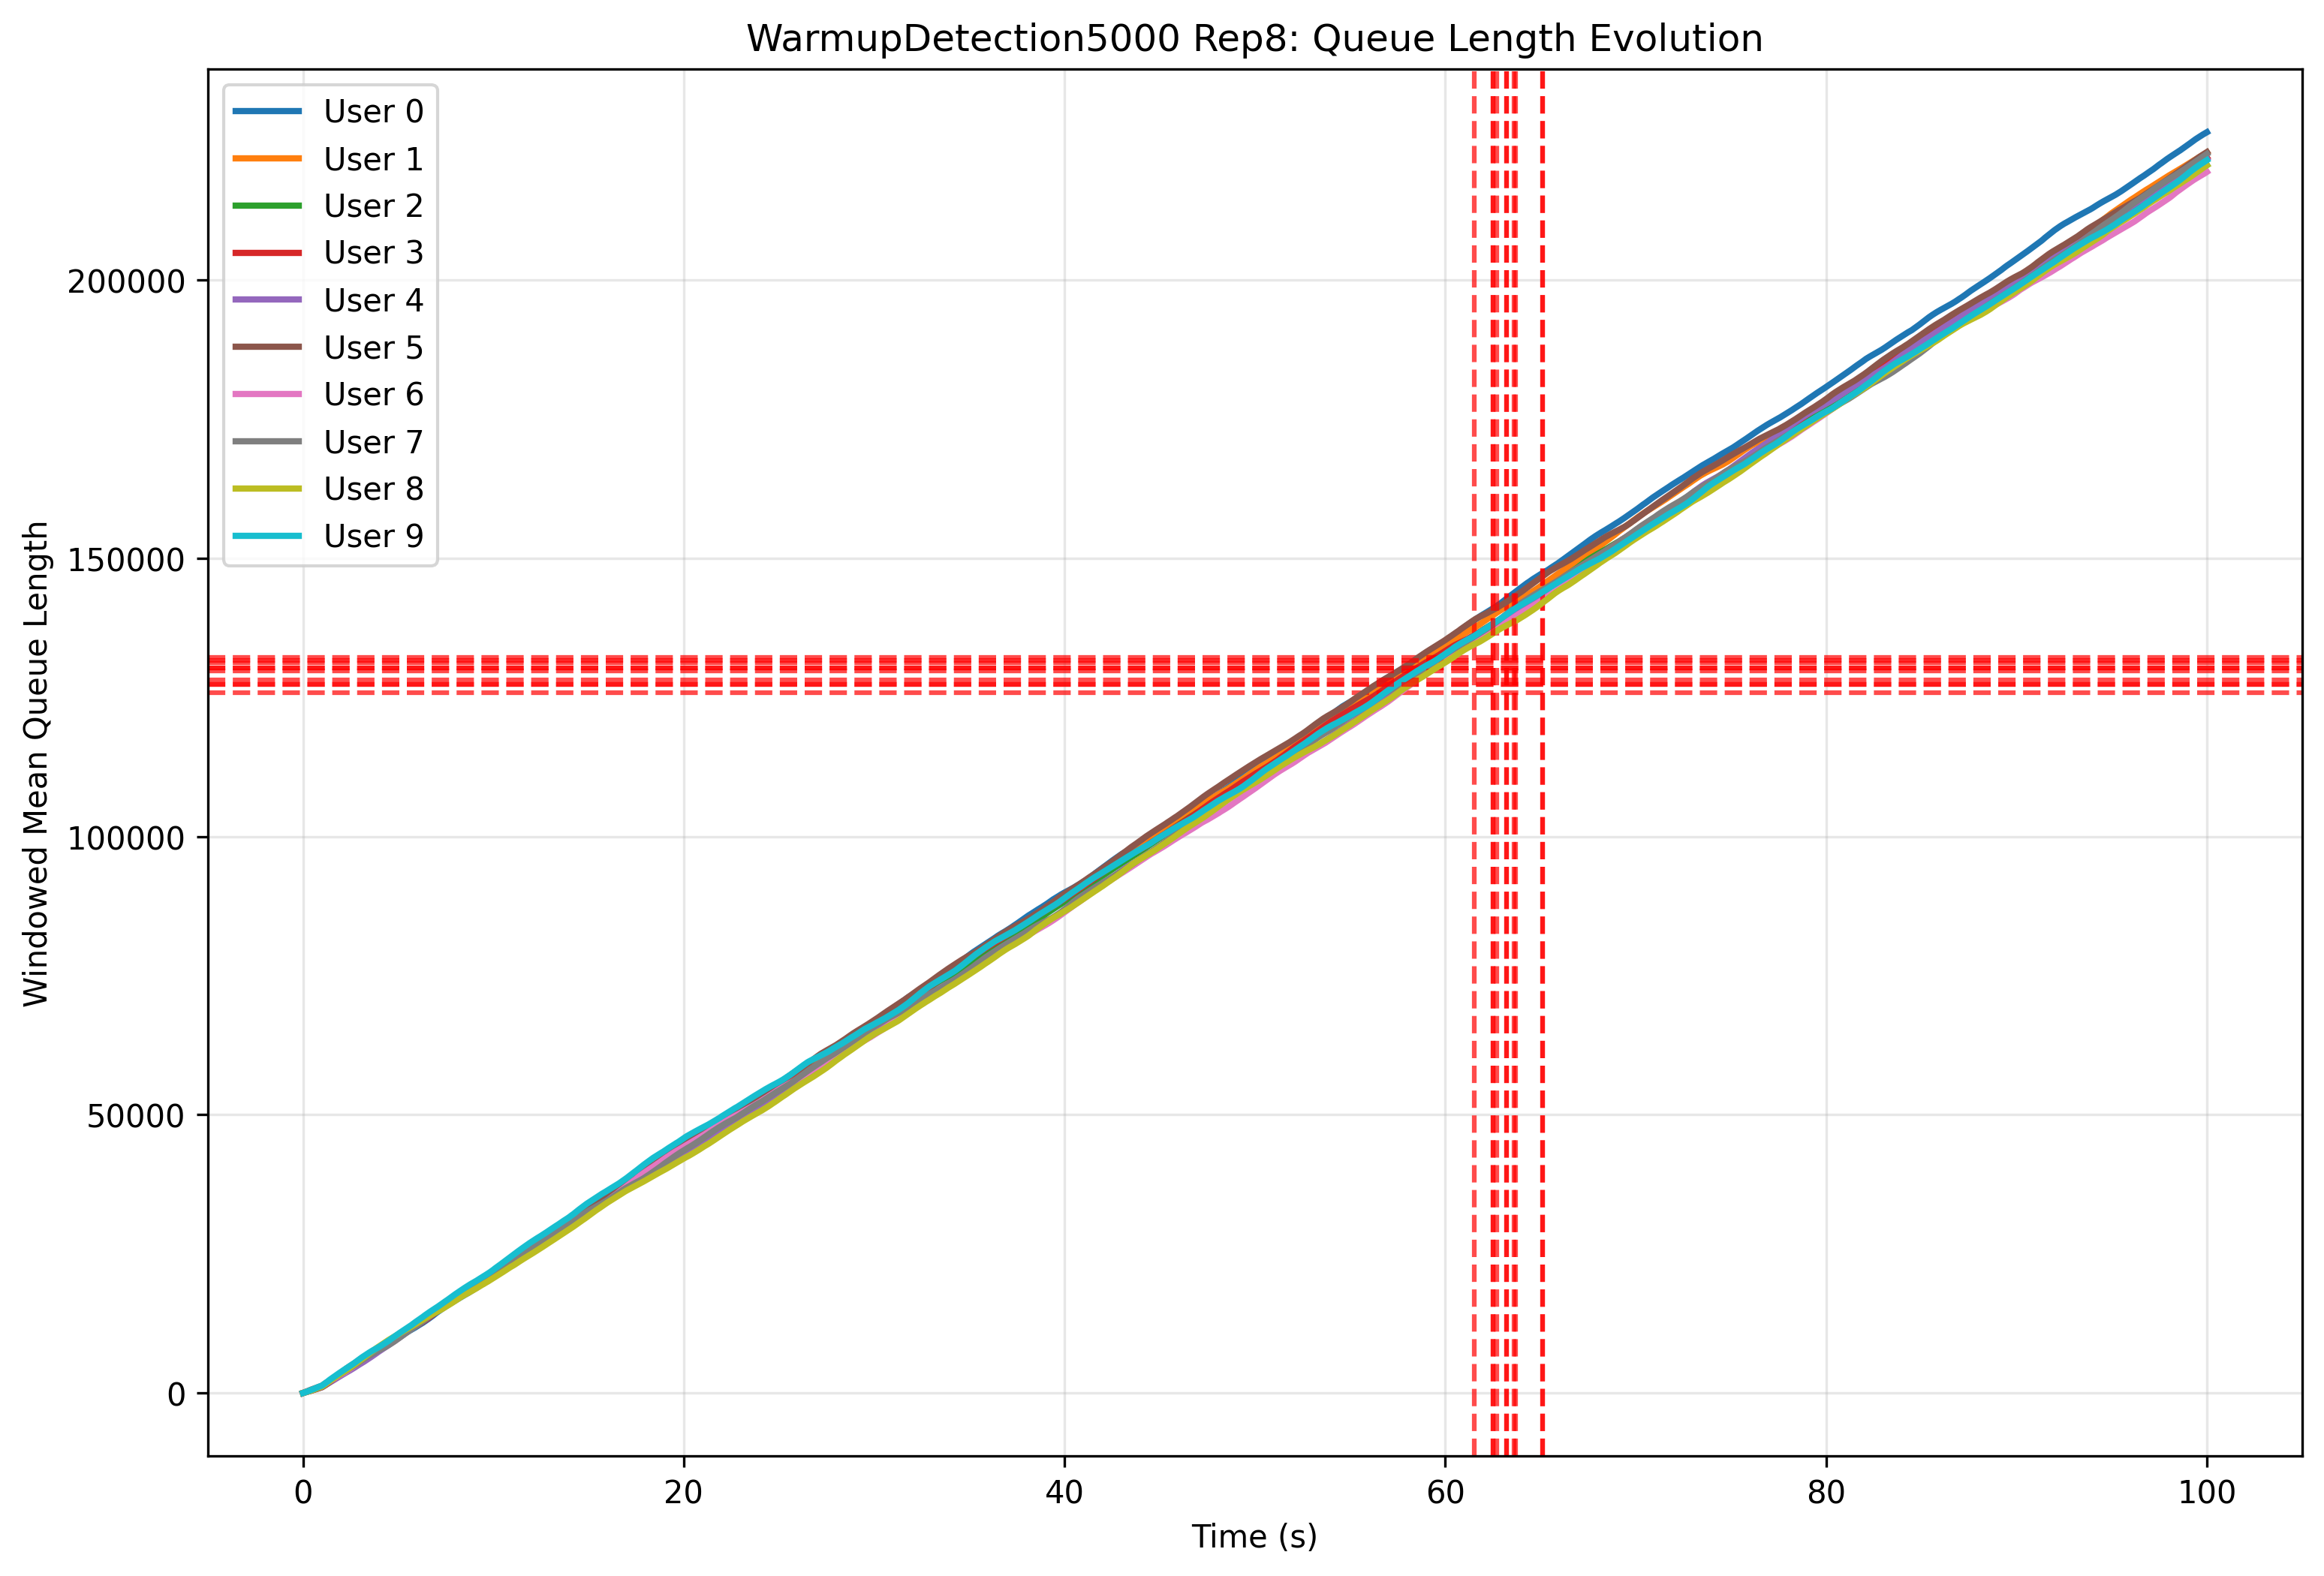 WarmupDetection5000 Rep8: Queue Length Evolution
User 0
User 1
User 2
User 3
User 4
User 5
User 6
User 7
User 8
User 9
Windowed Mean Queue Length
200000
150000
100000
50000
0
0 20 40 60 80 100
Time (s)